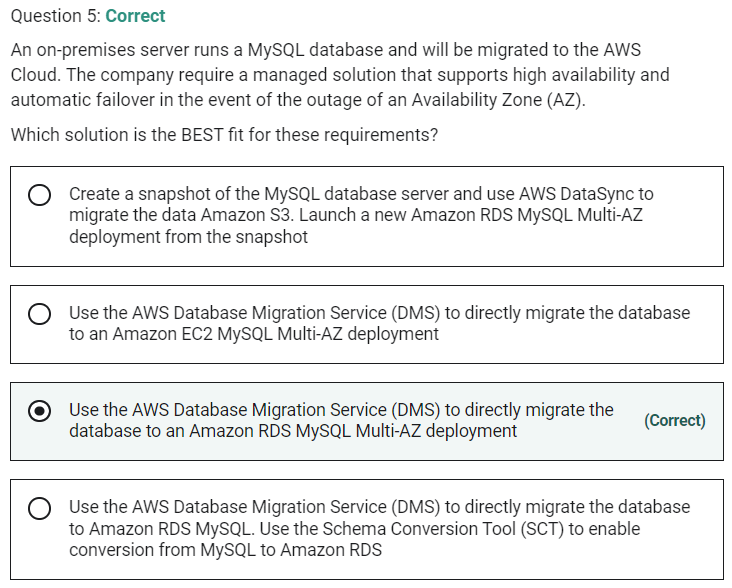 Question 5: Correct
An on-premises server runs a MySQL database and will be migrated to the AWS
Cloud. The company require a managed solution that supports high availability and
automatic failover in the event of the outage of an Availability Zone (AZ).
Which solution is the BEST fit for these requirements?
Create a snapshot of the MySQL database server and use AWS DataSync to
migrate the data Amazon S3. Launch a new Amazon RDS MySQL Multi-AZ
deployment from the snapshot
Use the AWS Database Migration Service (DMS) to directly migrate the database
to an Amazon EC2 MySQL Multi-AZ deployment
Use the AWS Database Migration Service (DMS) to directly migrate the
database to an Amazon RDS MySQL Multi-AZ deployment
(Correct)
Use the AWS Database Migration Service (DMS) to directly migrate the database
to Amazon RDS MySQL. Use the Schema Conversion Tool (SCT) to enable
conversion from MySQL to Amazon RDS